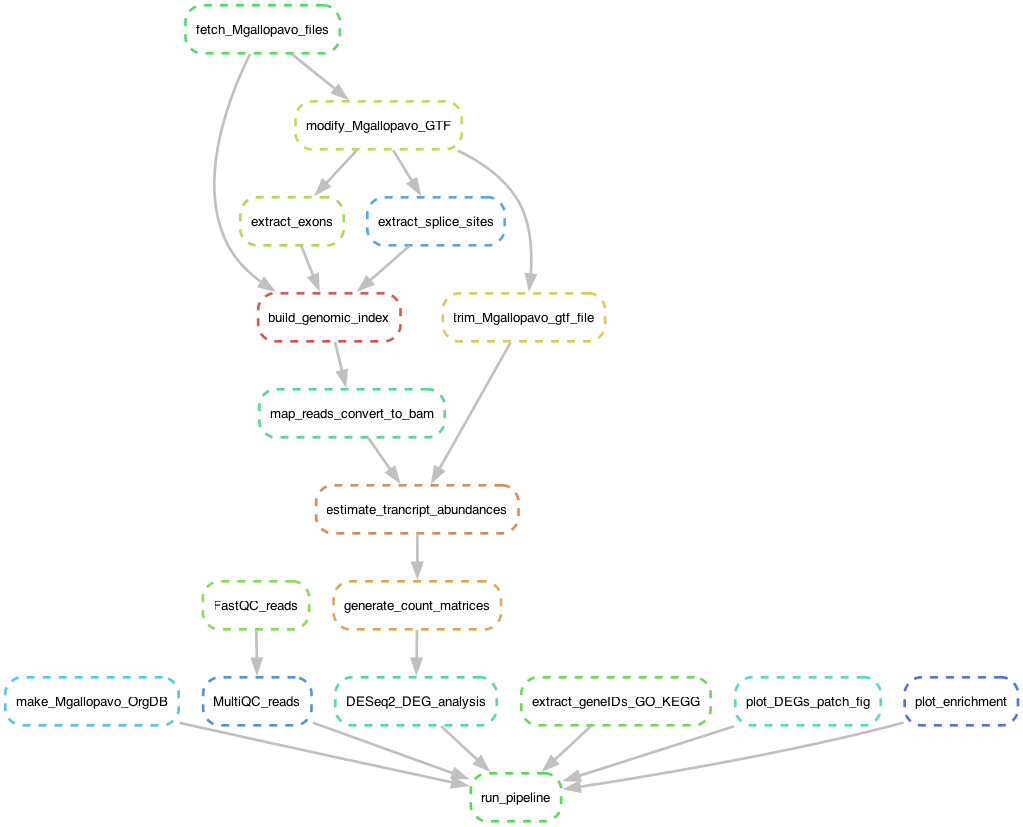 fetch_Mgallopavo_files
modify_Mgallopavo_GTF
extract_exons
extract_splice_sites
build_genomic_index
trim_Mgallopavo_gtf_file
map_reads_convert_to_bam
estimate_trancript_abundances
FastQC_reads
generate_count_matrices
make_Mgallopavo_OrgDB
MultiQC_reads
DESeq2_DEG_analysis
extract_geneIDs_GO_KEGG
plot_DEGs_patch_fig
plot_enrichment
run_pipeline